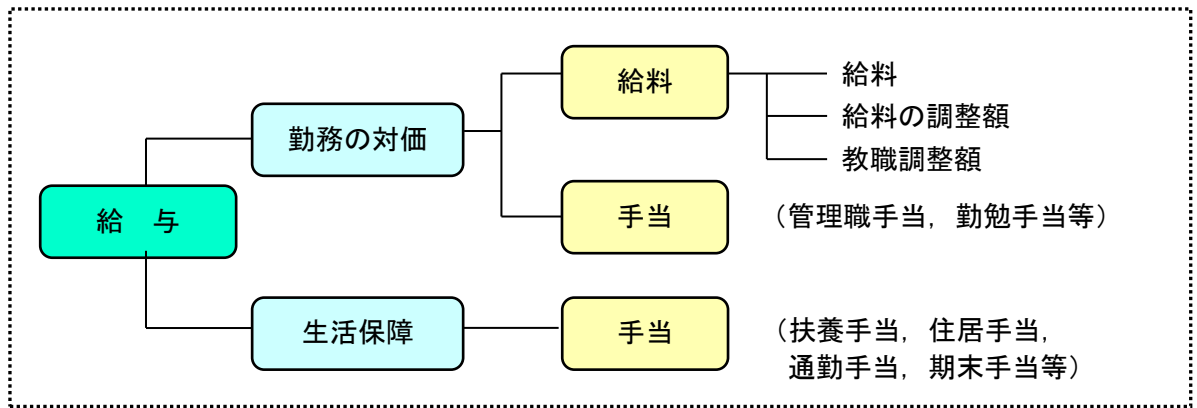 給　与
勤務の対価
給料
給料
給料の調整額
教職調整額
手当
（管理職手当，勤勉手当等）
生活保障
手当
（扶養手当，住居手当，
通勤手当，期末手当等）